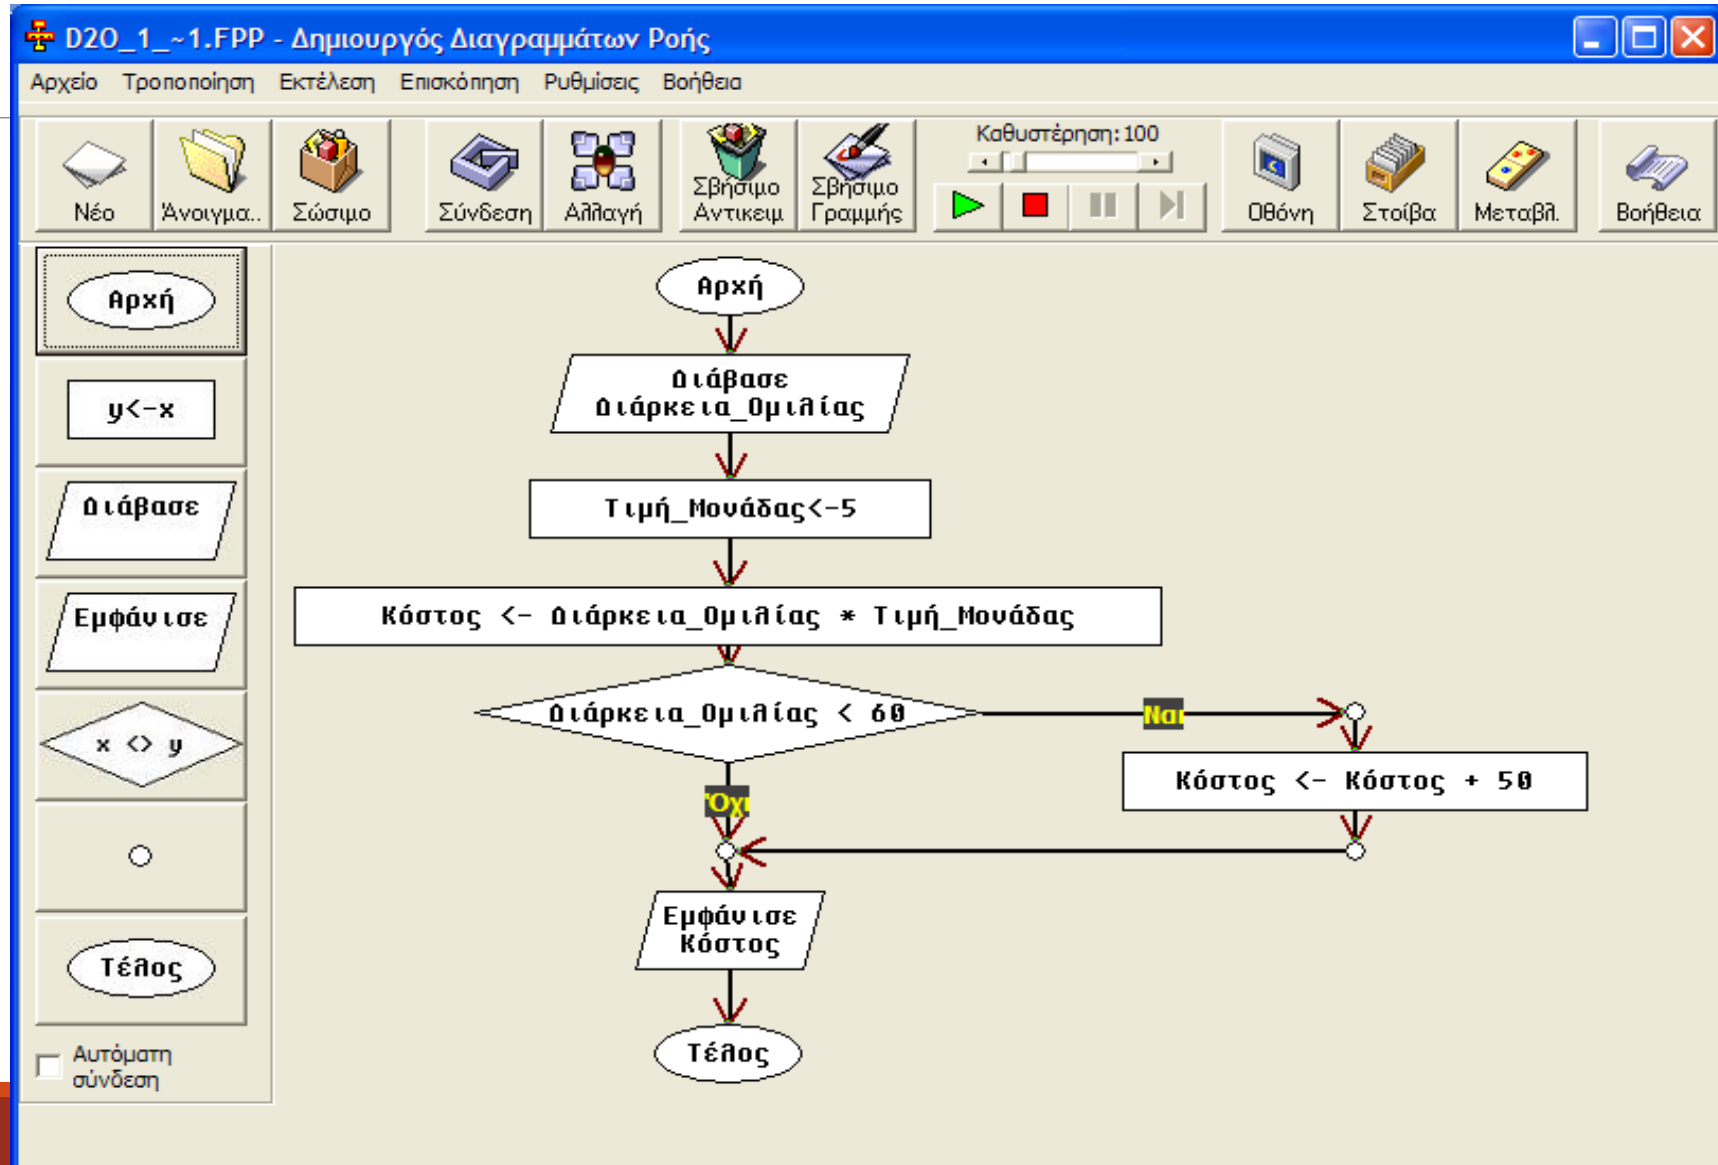 D2O_1_~1.FPP - Δημιουργός Διαγραμμάτων Ροής
Αρχείο Τροποποίηση Εκτέλεση Επισκόπηση Ρυθμίσεις Βοήθεια
Νέο
Άνοιγμα..
Σώσιμο
Σύνδεση
Αλλαγή
Σβήσιμο
Αντικειμ
Σβήσιμο
Γραμμής
Καθυστέρηση: 100
Οθόνη
Στοίβα
Μεταβλ.
Βοήθεια
Αρχή
y<-x
Διάβασε
Εμφάνισε
x <> y
Τέλος
Αυτόματη
σύνδεση
Αρχή
Διάβασε
Διάρκεια_Ομιλίας
Τιμή_Μονάδας<-5
Κόστος <- Διάρκεια_Ομιλίας * Τιμή_Μονάδας
Διάρκεια_Ομιλίας < 60
Ναι
Κόστος <- Κόστος + 50
Όχι
Εμφάνισε
Κόστος
Τέλος